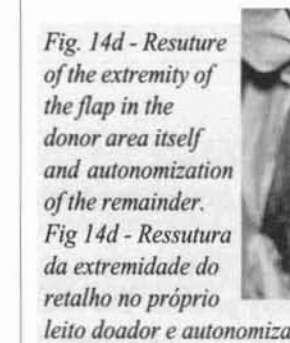 Fig. 14d - Resuture
of the extremity of
the flap in the
donor area itself
and autonomization
of the remainder.
Fig 14d - Ressutura
da extremidade do
retalho no próprio
leito doador e autonomiza